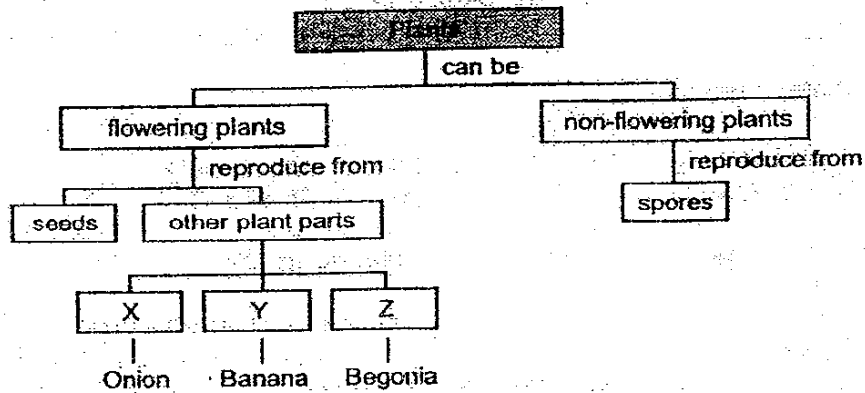 Plants
can be
flowering plants
non-flowering plants
reproduce from
reproduce from
seeds
other plant parts
spores
X
Y
Z
Onion
Banana
Begonia